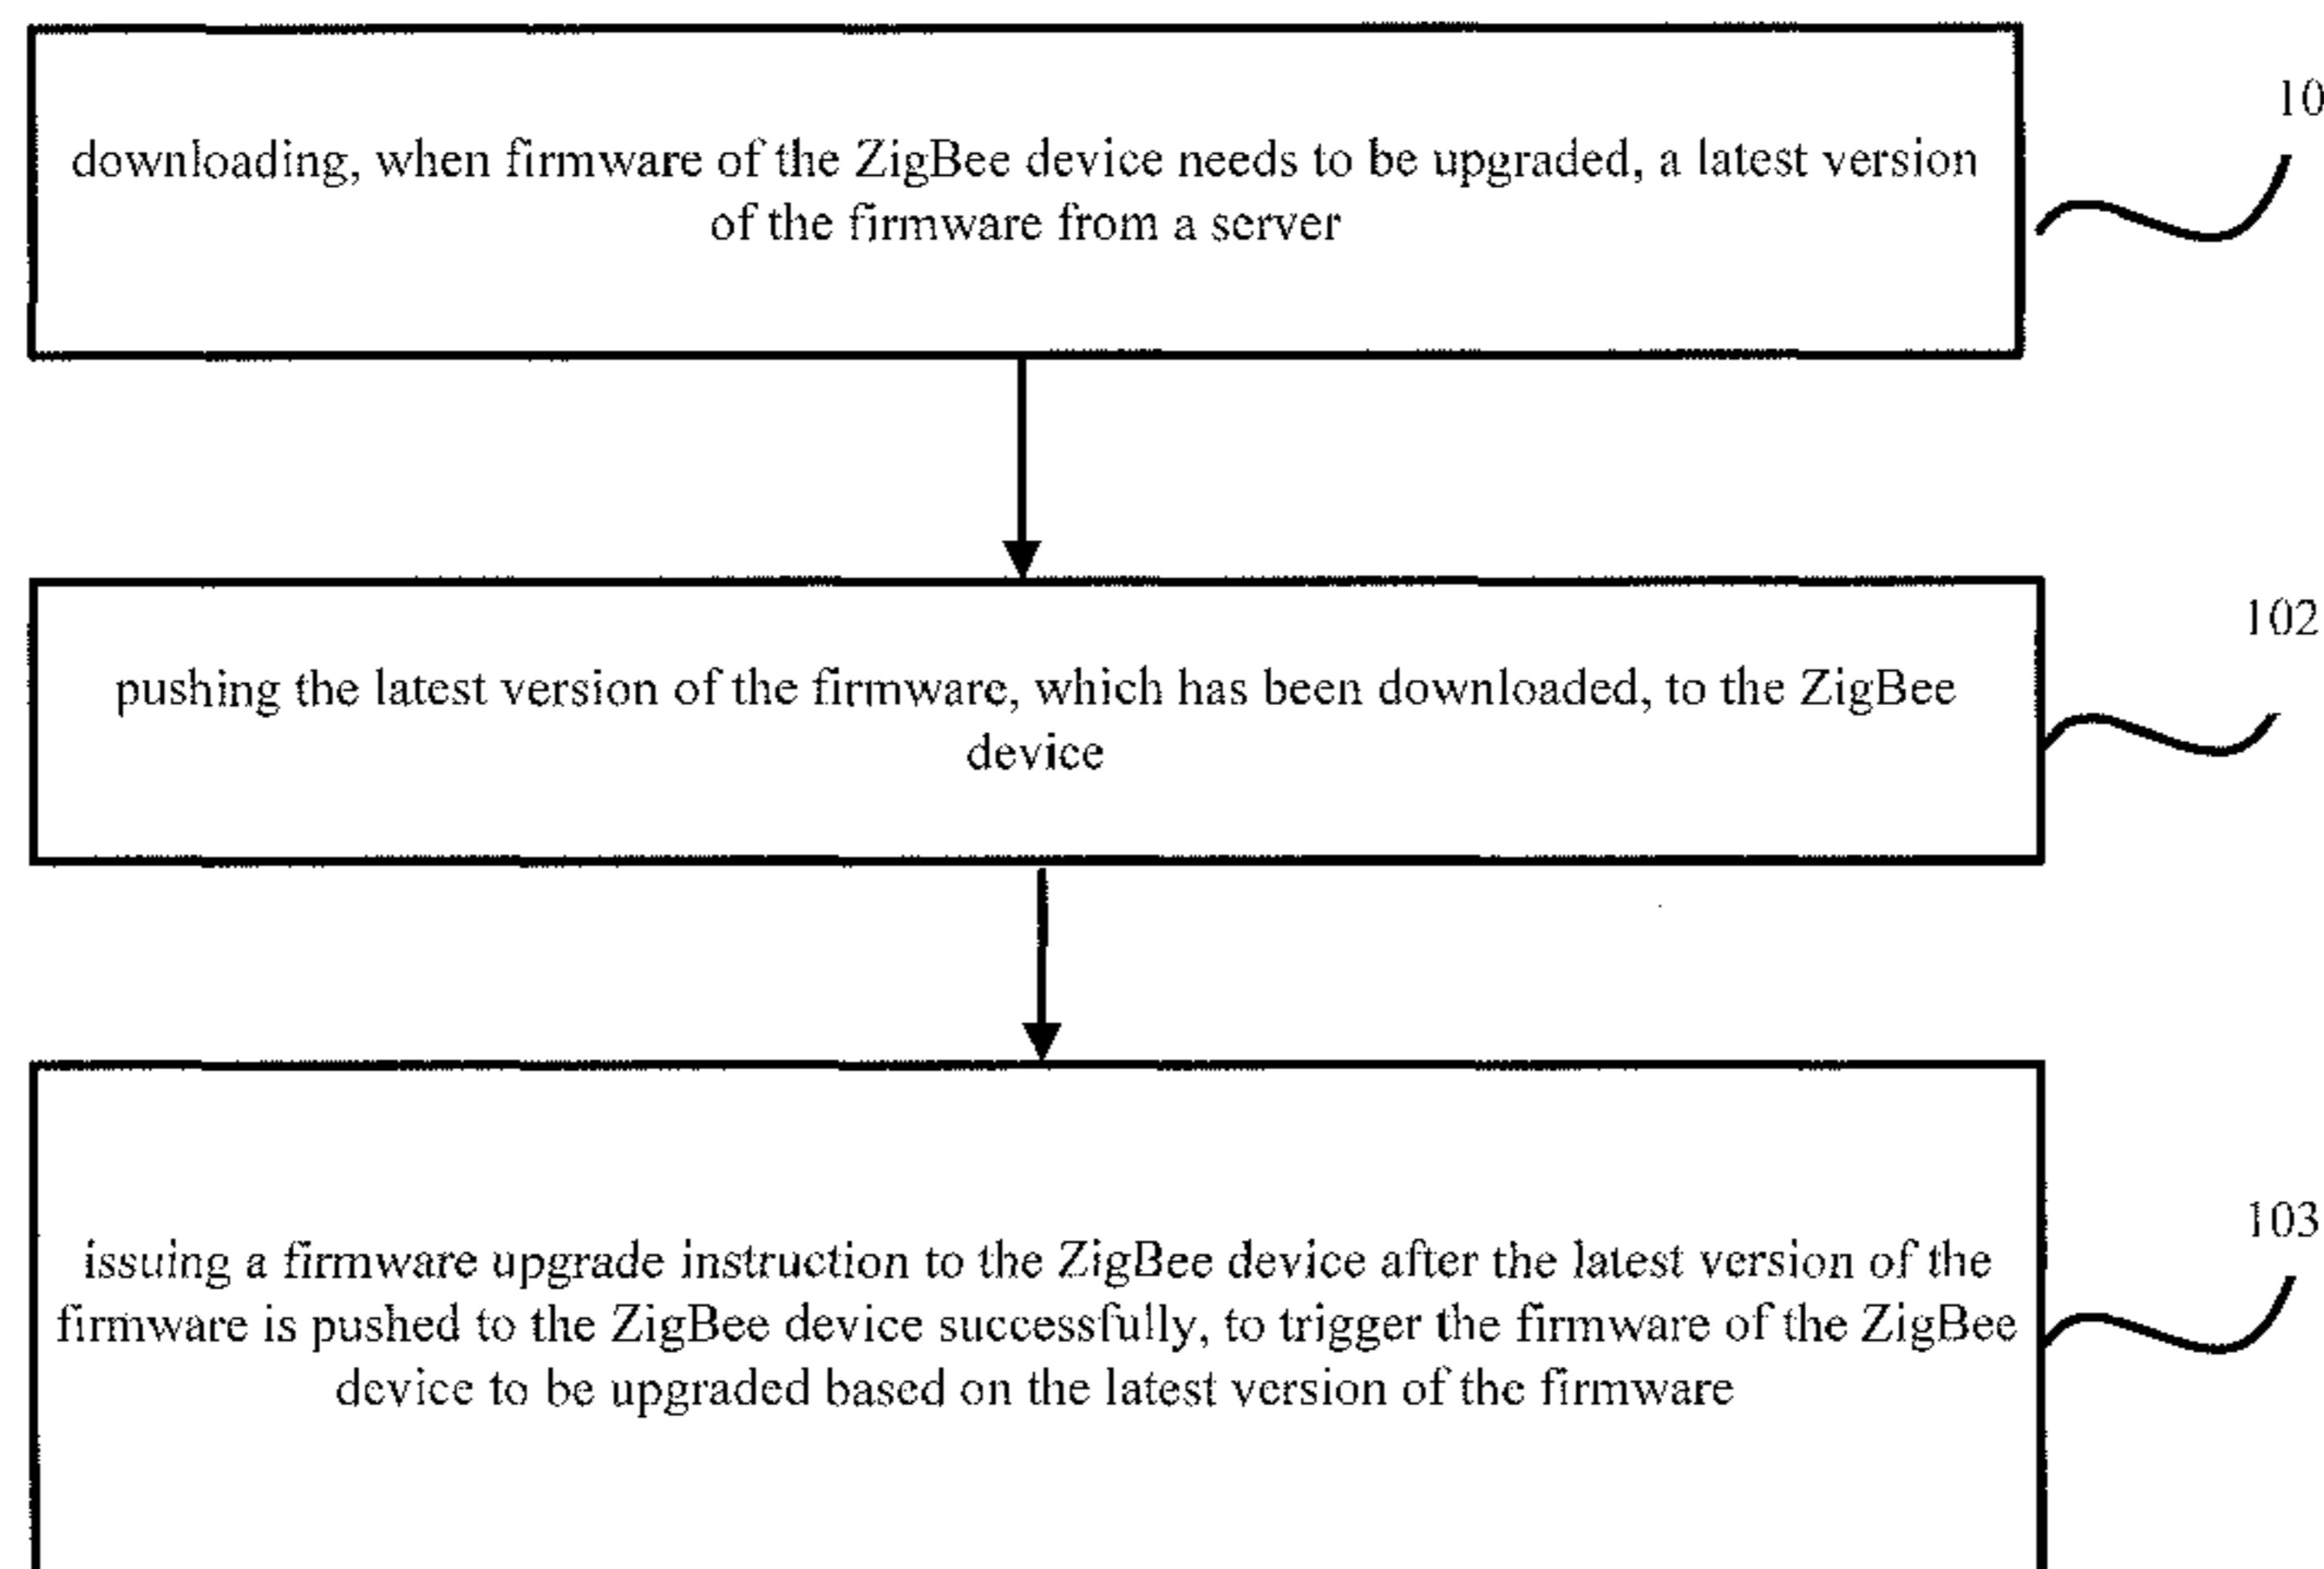 10
downloading, when firmware of the ZigBee device needs to be upgraded, a latest version
of the firmware from a server
102
pushing the latest version of the firmware, which has been downloaded, to the ZigBee
device
103
issuing a firmware upgrade instruction to the ZigBee device after the latest version of the
firmware is pushed to the ZigBee device successfully, to trigger the firmware of the ZigBee
device to be upgraded based on the latest version of the firmware